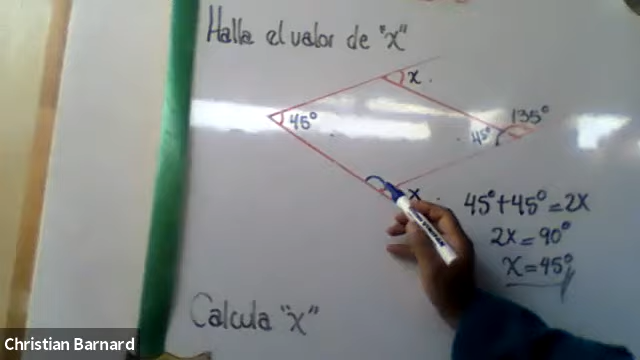 Halla el valor de "x"
x
45°
135°
45°
x
45°+45°=2x
2x=90°
x=45°
Calcula "x"
Christian Barnard